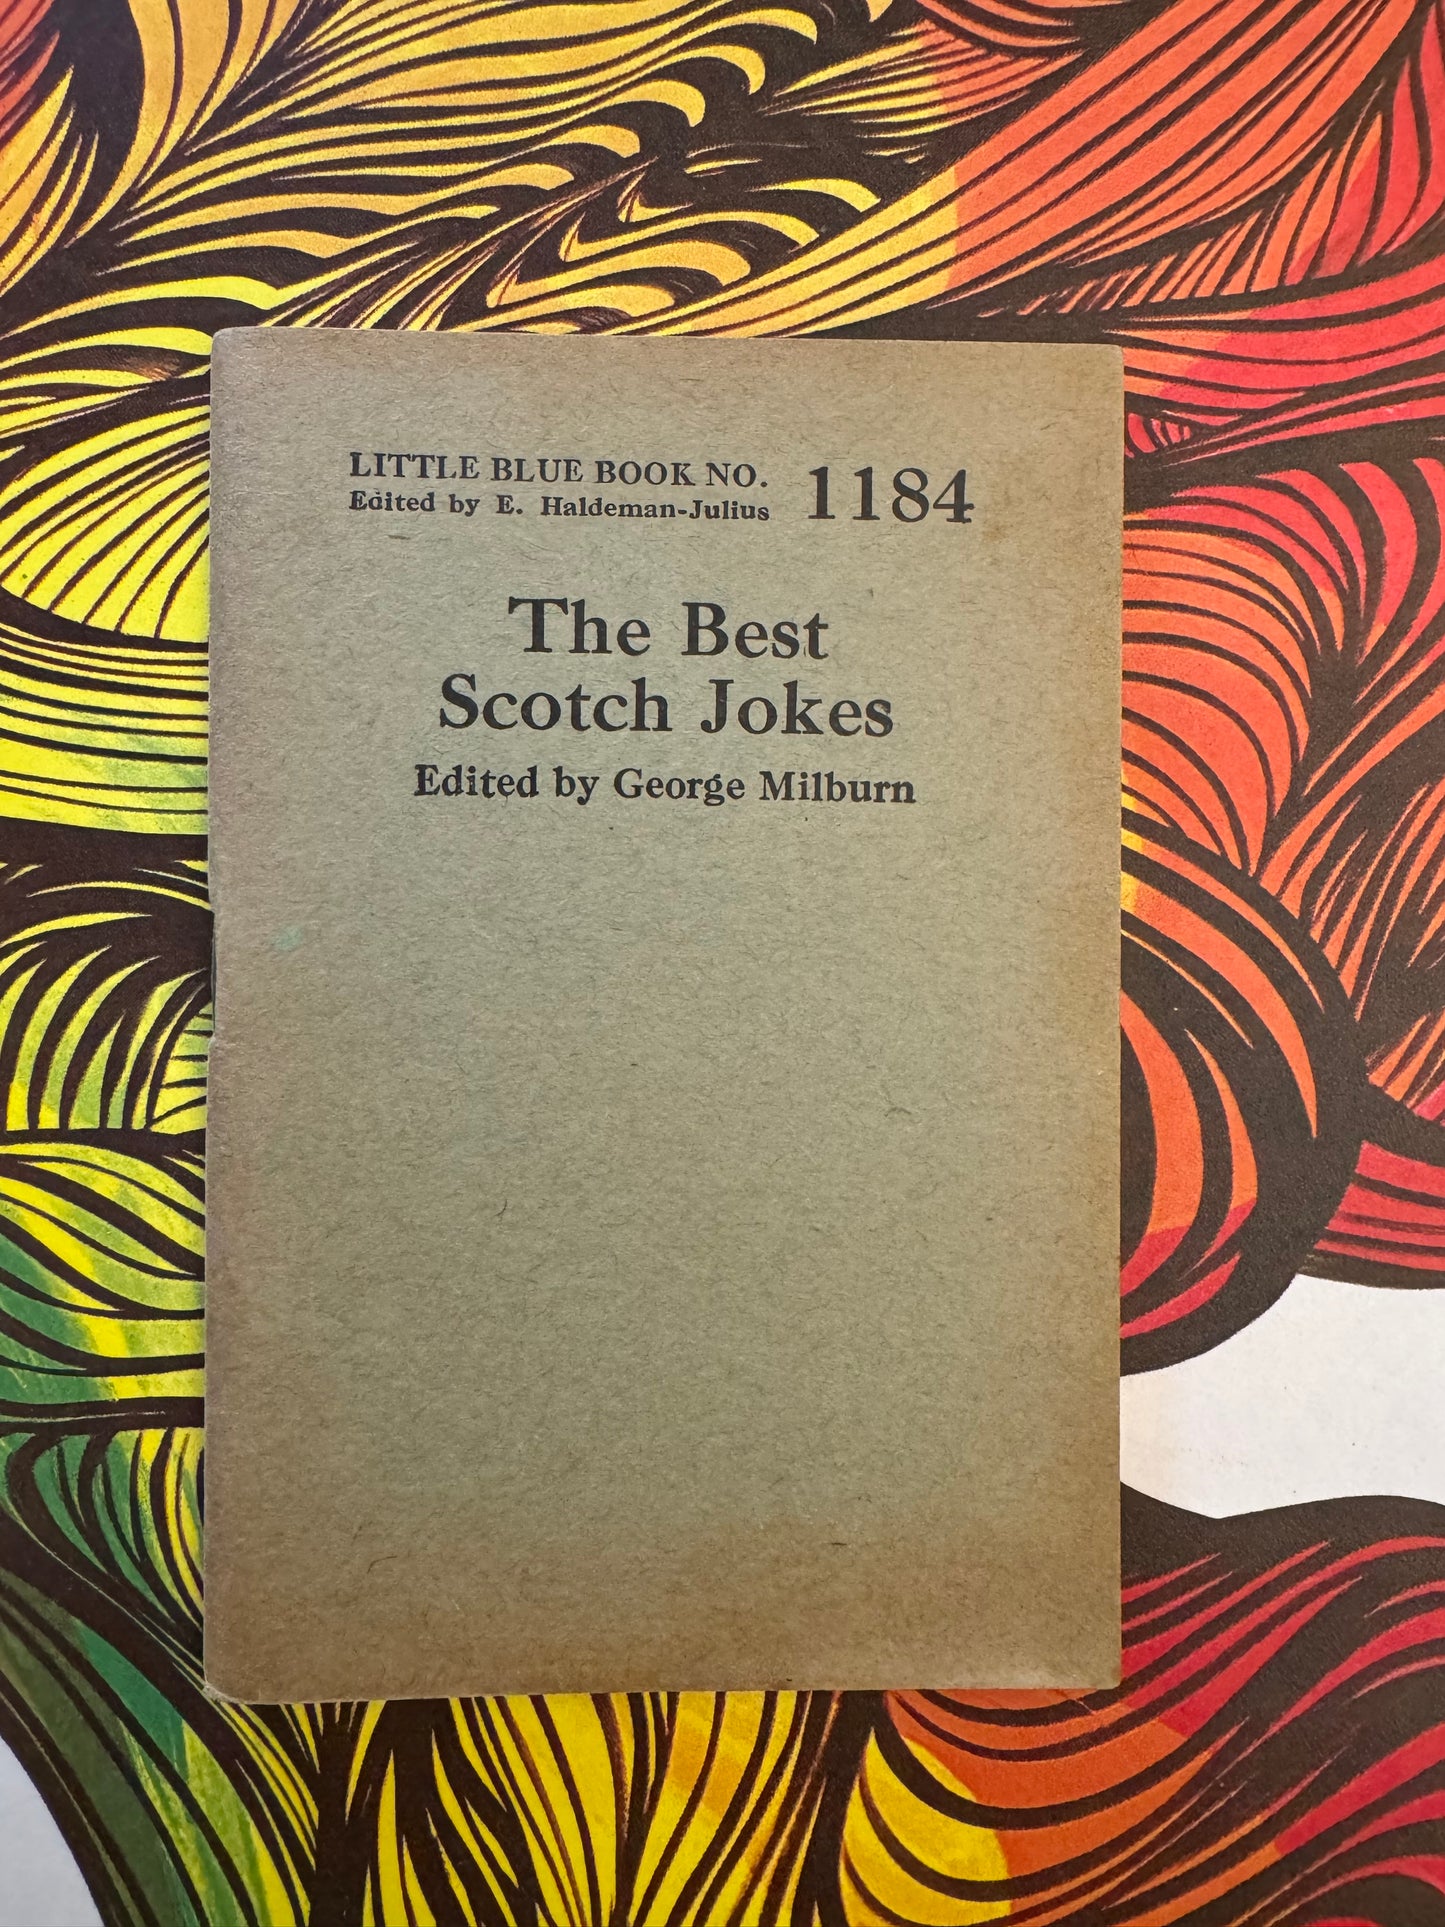 LITTLE BLUE BOOK NO. 1184
Edited by E. Haldeman-Julius
The Best
Scotch Jokes
Edited by George Milburn